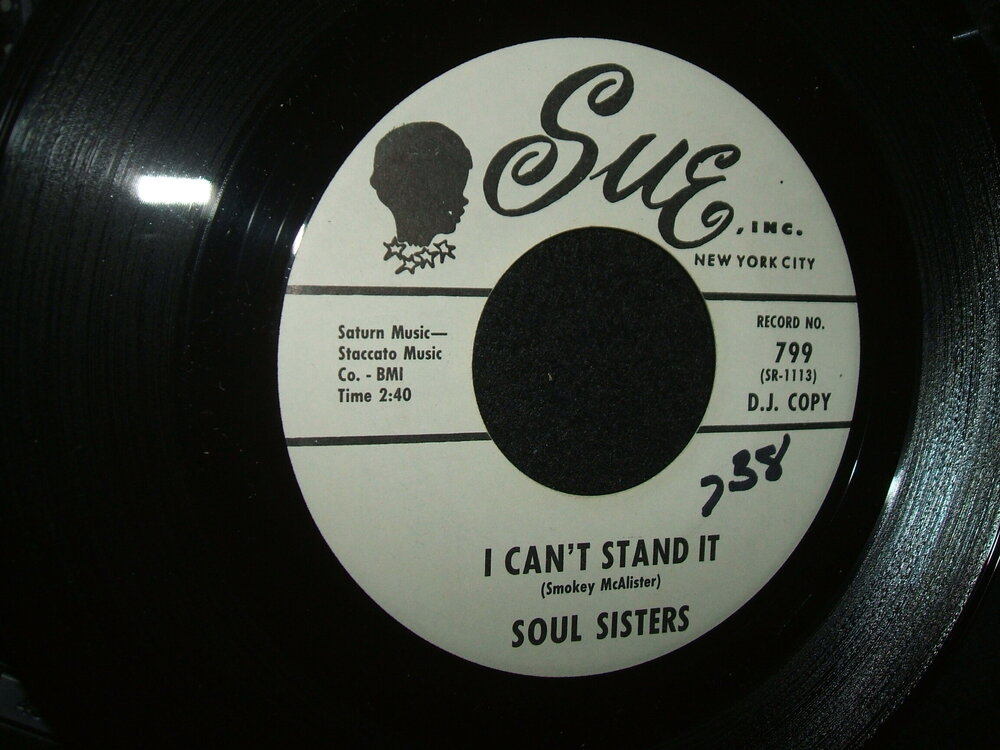 Sue, INC.
NEW YORK CITY
Saturn Music—
Staccato Music
Co. - BMI
Time 2:40
RECORD NO.
799
(SR-1113)
D.J. COPY
738
I CAN'T STAND IT
(Smokey McAlister)
SOUL SISTERS